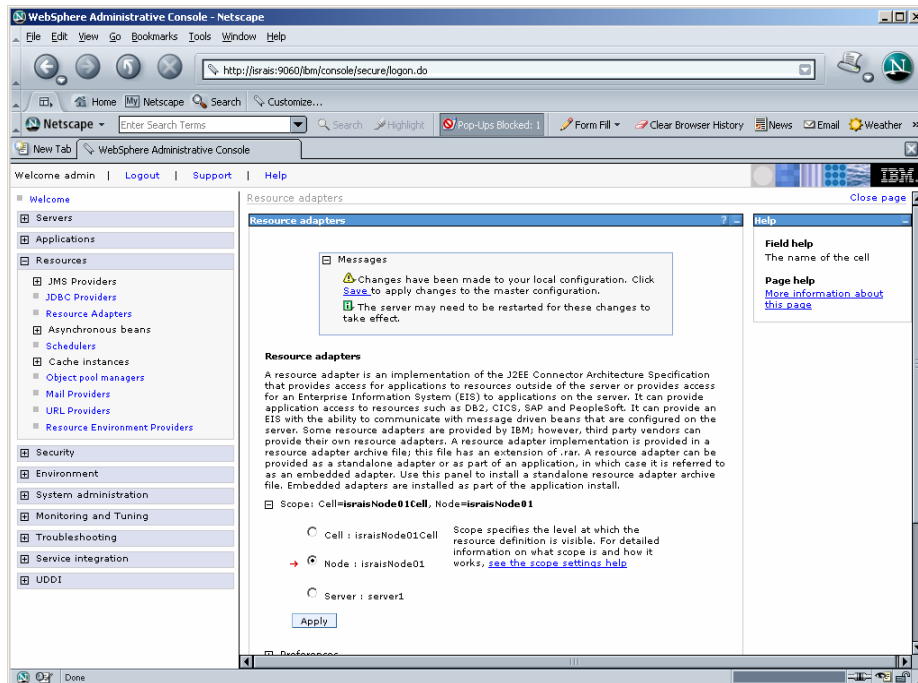 WebSphere Administrative Console - Netscape
File Edit View Go Bookmarks Tools Window Help
http://israis:9060/ibm/console/secure/logon.do
Home My Netscape Search Customize...
Netscape Enter Search Terms Search Highlight Pop-Ups Blocked: 1 Form Fill Clear Browser History News Email Weather
New Tab WebSphere Administrative Console
Welcome admin | Logout | Support | Help
IBM.
Welcome
Servers
Applications
Resources
JMS Providers
JDBC Providers
Resource Adapters
Asynchronous beans
Schedulers
Cache instances
Object pool managers
Mail Providers
URL Providers
Resource Environment Providers
Security
Environment
System administration
Monitoring and Tuning
Troubleshooting
Service integration
UDDI
Resource adapters
Close page
Resource adapters ? -
Messages
Changes have been made to your local configuration. Click
Save to apply changes to the master configuration.
The server may need to be restarted for these changes to
take effect.
Resource adapters
A resource adapter is an implementation of the J2EE Connector Architecture Specification
that provides access for applications to resources outside of the server or provides access
for an Enterprise Information System (EIS) to applications on the server. It can provide
application access to resources such as DB2, CICS, SAP and PeopleSoft. It can provide an
EIS with the ability to communicate with message driven beans that are configured on the
server. Some resource adapters are provided by IBM; however, third party vendors can
provide their own resource adapters. A resource adapter implementation is provided in a
resource adapter archive file; this file has an extension of .rar. A resource adapter can be
provided as a standalone adapter or as part of an application, in which case it is referred to
as an embedded adapter. Use this panel to install a standalone resource adapter archive
file. Embedded adapters are installed as part of the application install.
Scope: Cell=israisNode01Cell, Node=israisNode01
Cell : israisNode01Cell
Node : israisNode01
Server : server1
Scope specifies the level at which the
resource definition is visible. For detailed
information on what scope is and how it
works, see the scope settings help
Apply
Preferences
Help
Field help
The name of the cell
Page help
More information about
this page
Done